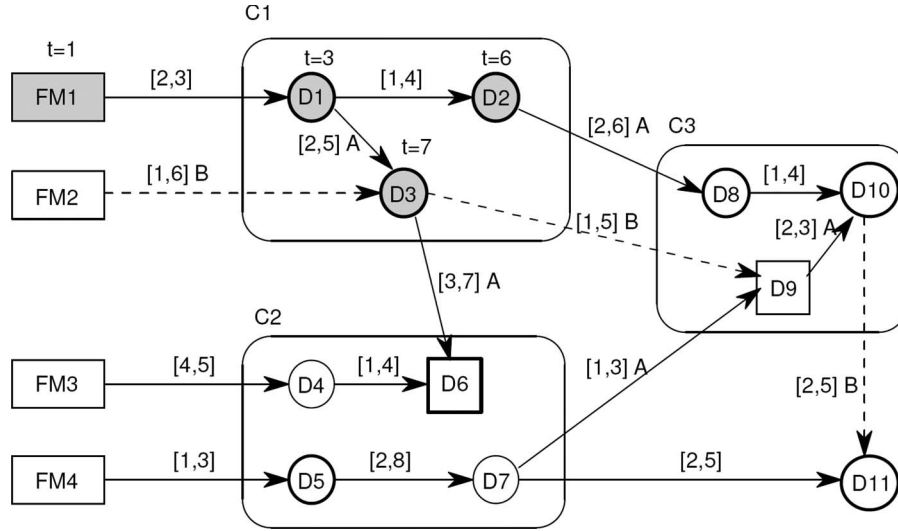 C1
t=1
t=3
t=6
FM1
[2,3]
D1
[1,4]
D2
[2,5] A
t=7
[2,6] A
C3
FM2
[1,6] B
D3
D8
[1,4]
D10
[1,5] B
[2,3] A
D9
[3,7] A
C2
FM3
[4,5]
D4
[1,4]
D6
[1,3] A
[2,5] B
FM4
[1,3]
D5
[2,8]
D7
[2,5]
D11